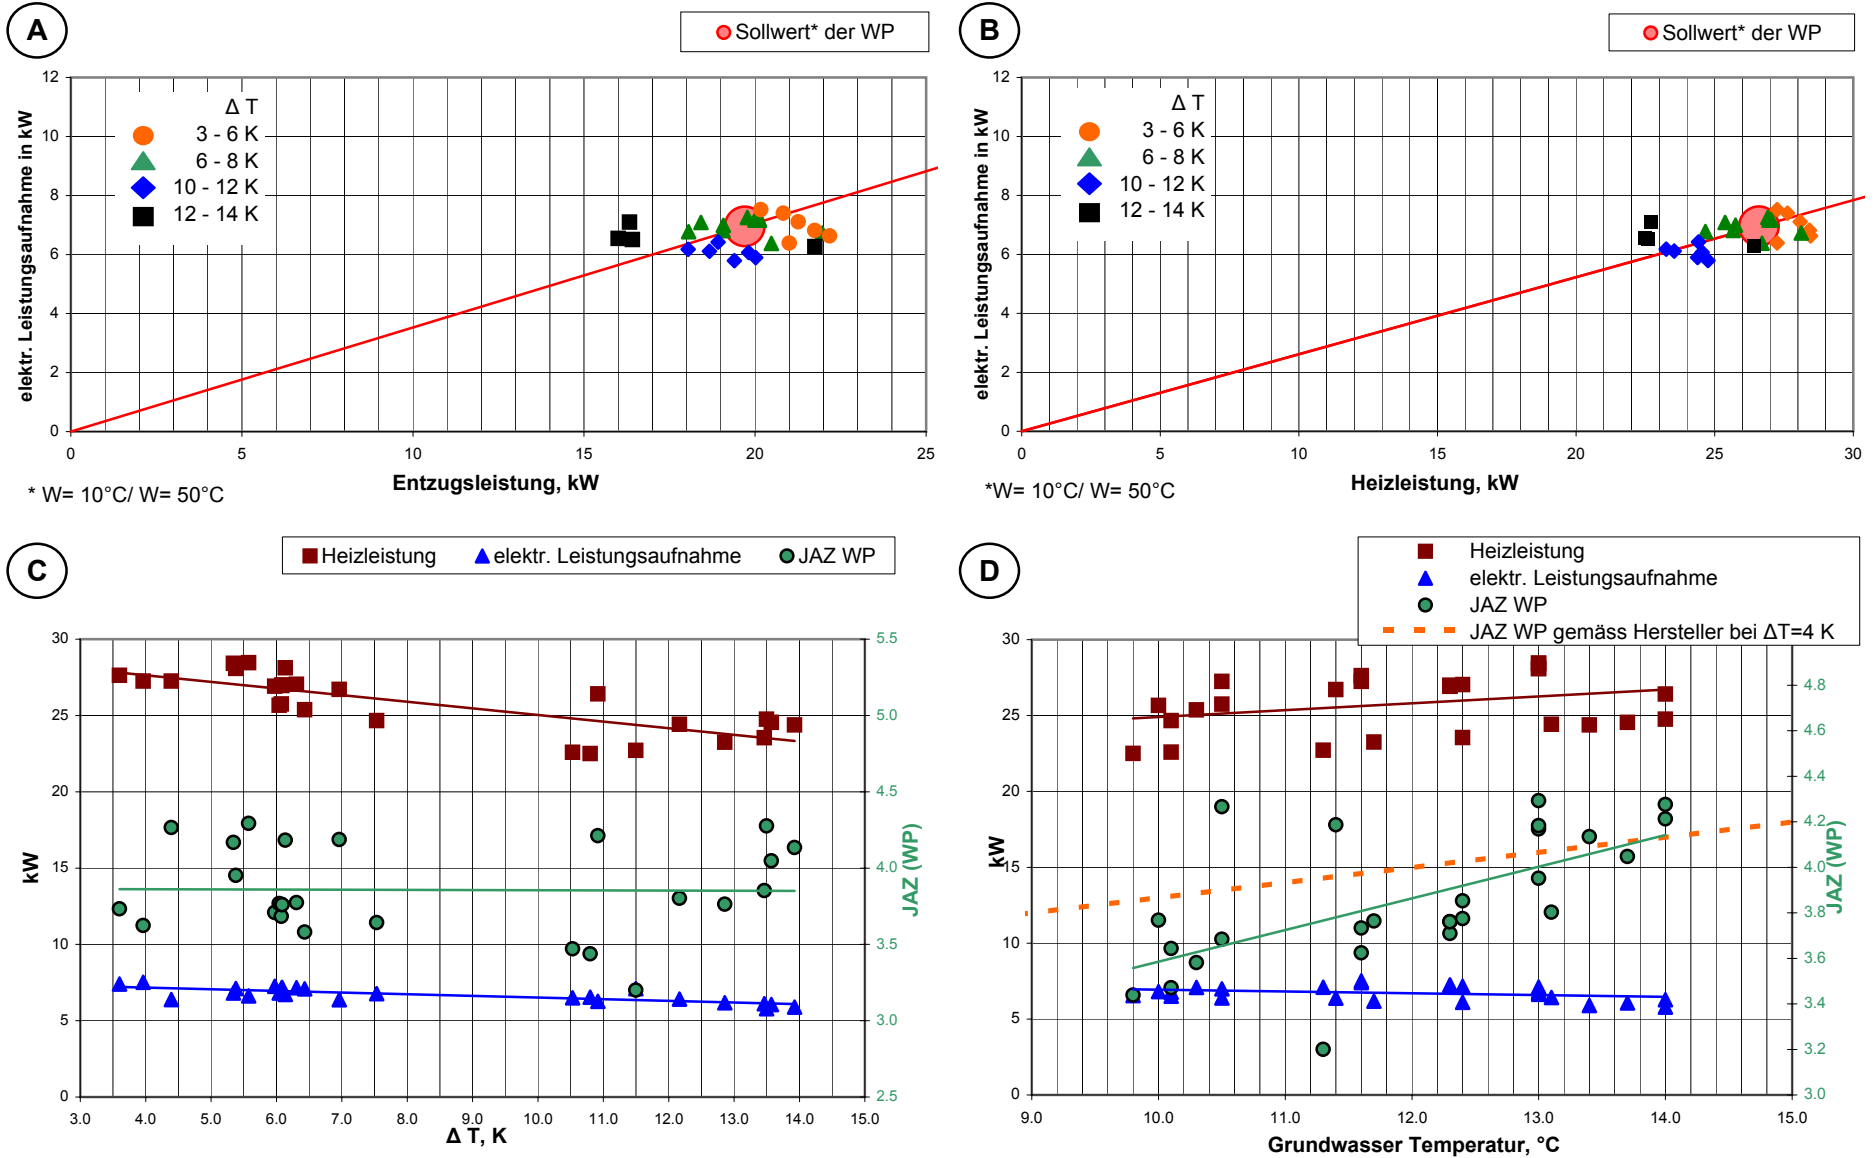 A
Sollwert* der WP
elektr. Leistungsaufnahme in kW
12
10
8
6
4
2
0
Δ T
3 - 6 K
6 - 8 K
10 - 12 K
12 - 14 K
0 5 10 15 20 25
Entzugsleistung, kW
* W= 10°C/ W= 50°C
B
Sollwert* der WP
elektr. Leistungsaufnahme in kW
12
10
8
6
4
2
0
Δ T
3 - 6 K
6 - 8 K
10 - 12 K
12 - 14 K
0 5 10 15 20 25 30
Heizleistung, kW
*W= 10°C/ W= 50°C
C
Heizleistung elektr. Leistungsaufnahme JAZ WP
kW
30
25
20
15
10
5
0
5.5
5.0
4.5
4.0
3.5
3.0
2.5
JAZ (WP)
3.0 4.0 5.0 6.0 7.0 8.0 9.0 10.0 11.0 12.0 13.0 14.0 15.0
Δ T, K
D
Heizleistung
elektr. Leistungsaufnahme
JAZ WP
JAZ WP gemäss Hersteller bei ΔT=4 K
kW
30
25
20
15
10
5
0
4.8
4.6
4.4
4.2
4.0
3.8
3.6
3.4
3.2
3.0
JAZ (WP)
9.0 10.0 11.0 12.0 13.0 14.0 15.0
Grundwasser Temperatur, °C